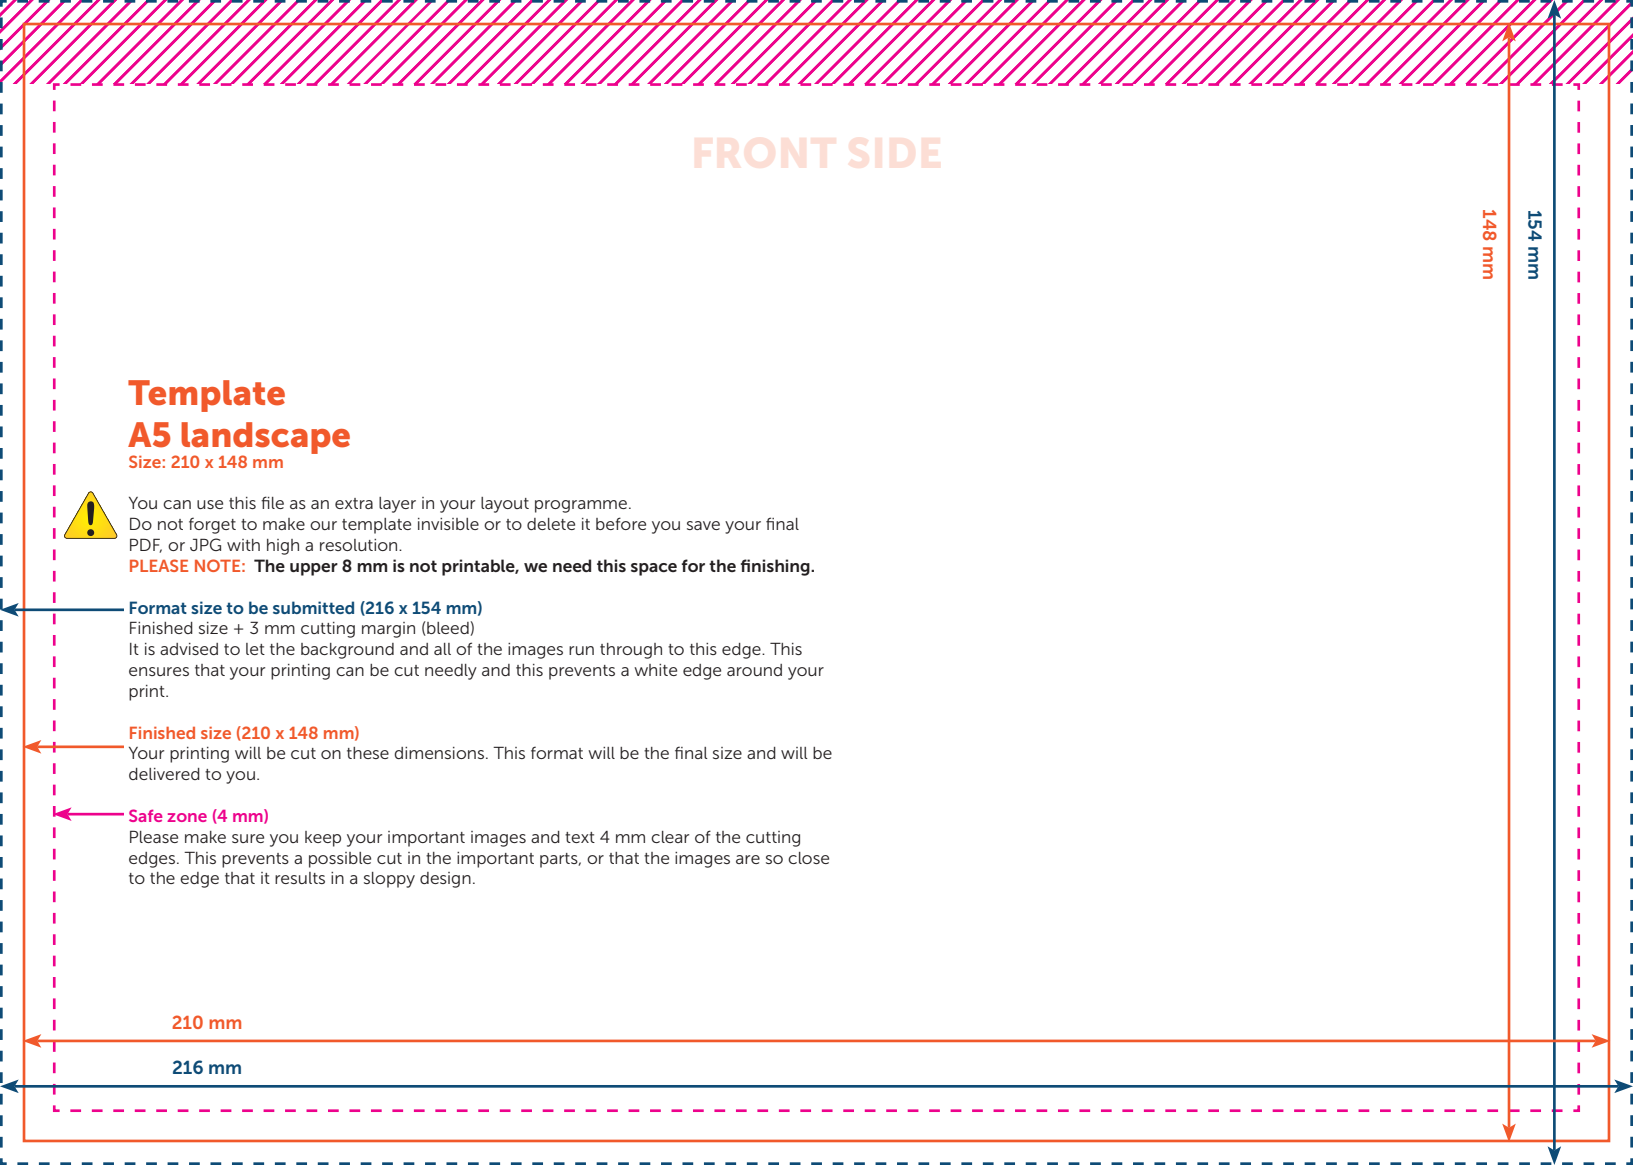 FRONT SIDE
148 mm
154 mm
Template
A5 landscape
Size: 210 x 148 mm
You can use this file as an extra layer in your layout programme.
Do not forget to make our template invisible or to delete it before you save your final
PDF, or JPG with high a resolution.
PLEASE NOTE: The upper 8 mm is not printable, we need this space for the finishing.
Format size to be submitted (216 x 154 mm)
Finished size + 3 mm cutting margin (bleed)
It is advised to let the background and all of the images run through to this edge. This
ensures that your printing can be cut needly and this prevents a white edge around your
print.
Finished size (210 x 148 mm)
Your printing will be cut on these dimensions. This format will be the final size and will be
delivered to you.
Safe zone (4 mm)
Please make sure you keep your important images and text 4 mm clear of the cutting
edges. This prevents a possible cut in the important parts, or that the images are so close
to the edge that it results in a sloppy design.
210 mm
216 mm